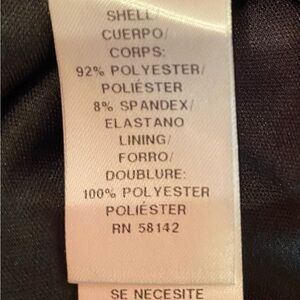 SHELL/
CUERPO/
CORPS:
92% POLYESTER/
POLIÉSTER
8% SPANDEX/
ELASTANO
LINING/
FORRO/
DOUBLURE:
100% POLYESTER
POLIÉSTER
RN 58142
SE NECESITE